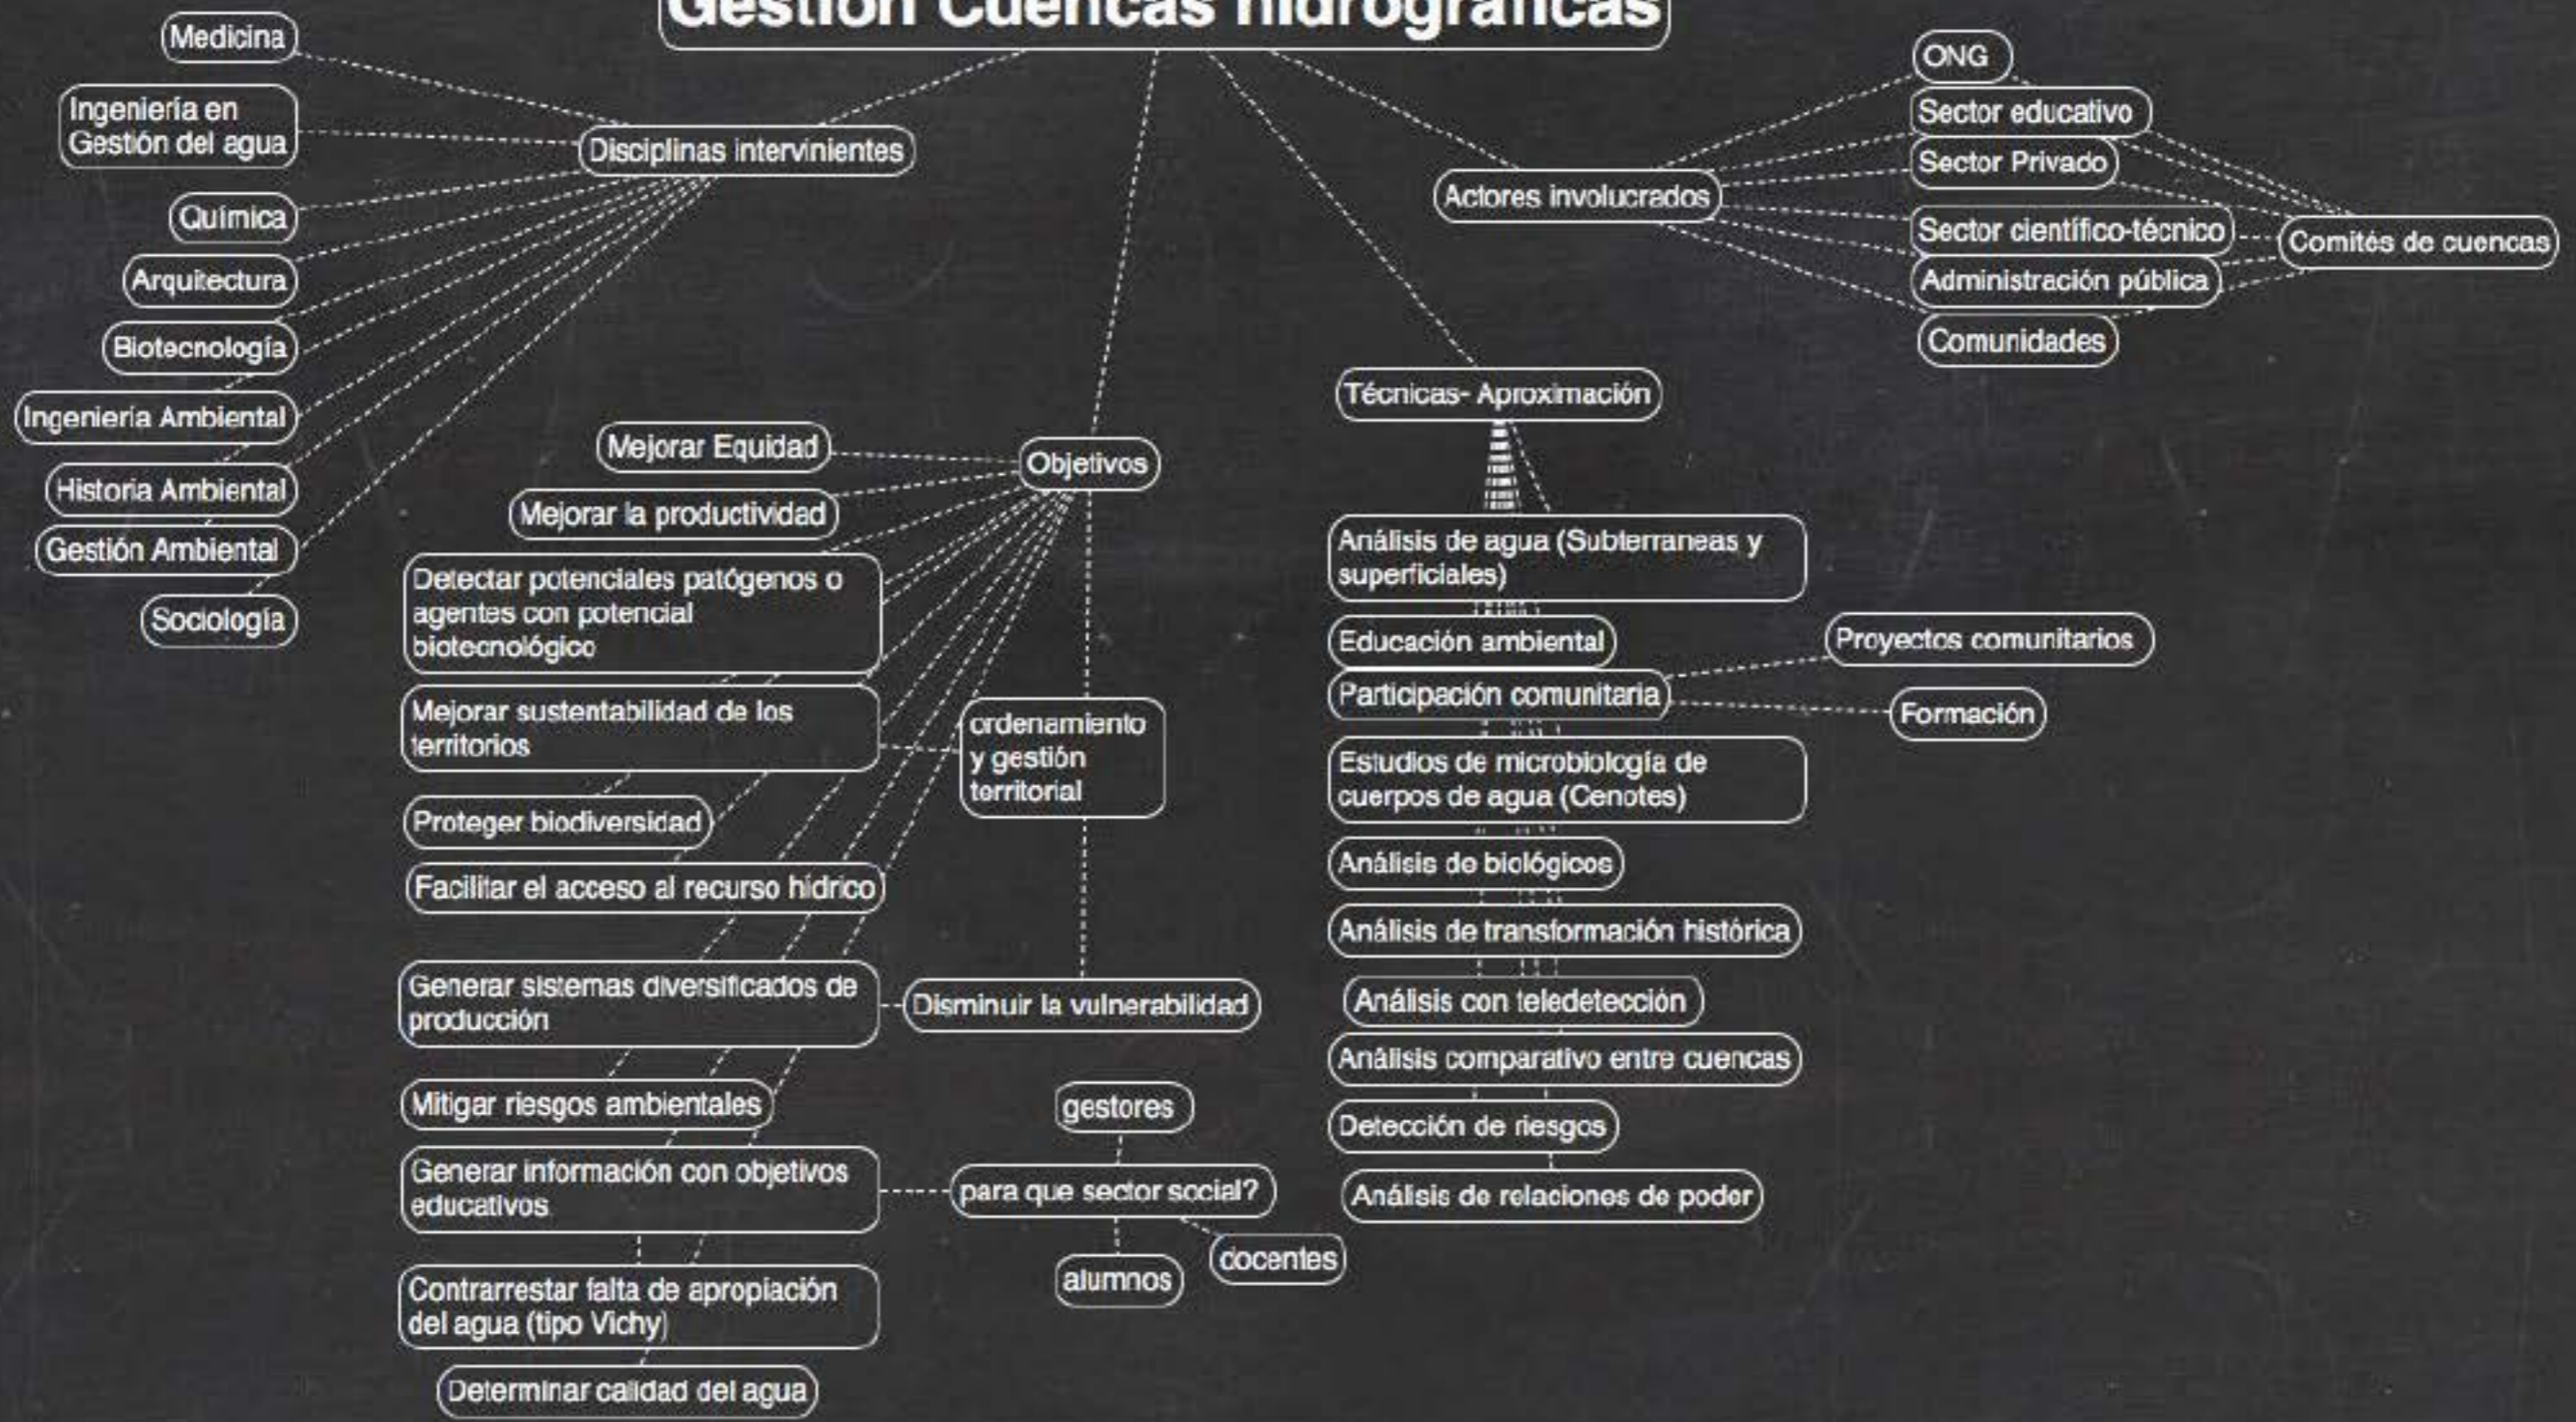 Gestión Cuencas hidrográficas
Medicina
Ingeniería en
Gestión del agua
Química
Arquitectura
Biotecnología
Ingeniería Ambiental
Historia Ambiental
Gestión Ambiental
Sociología
Disciplinas intervinientes
Objetivos
Mejorar Equidad
Mejorar la productividad
Detectar potenciales patógenos o
agentes con potencial
biotecnológico
Mejorar sustentabilidad de los
territorios
ordenamiento
y gestión
territorial
Proteger biodiversidad
Facilitar el acceso al recurso hídrico
Generar sistemas diversificados de
producción
Disminuir la vulnerabilidad
Mitigar riesgos ambientales
Generar información con objetivos
educativos
gestores
para que sector social?
alumnos
docentes
Contrarrestar falta de apropiación
del agua (tipo Vichy)
Determinar calidad del agua
Técnicas- Aproximación
Análisis de agua (Subterraneas y
superficiales)
Educación ambiental
Participación comunitaria
Proyectos comunitarios
Formación
Estudios de microbiología de
cuerpos de agua (Cenotes)
Análisis de biológicos
Análisis de transformación histórica
Análisis con teledetección
Análisis comparativo entre cuencas
Detección de riesgos
Análisis de relaciones de poder
Actores involucrados
ONG
Sector educativo
Sector Privado
Sector científico-técnico
Administración pública
Comunidades
Comités de cuencas